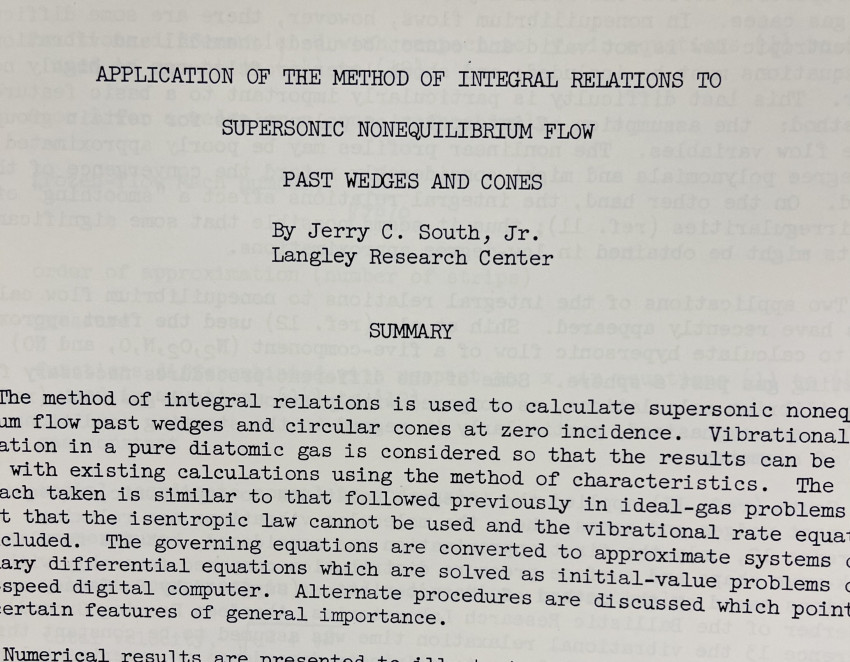 APPLICATION OF THE METHOD OF INTEGRAL RELATIONS TO
SUPERSONIC NONEQUILIBRIUM FLOW
PAST WEDGES AND CONES
By Jerry C. South, Jr.
Langley Research Center
SUMMARY
The method of integral relations is used to calculate supersonic noneq
um flow past wedges and circular cones at zero incidence. Vibrational
ation in a pure diatomic gas is considered so that the results can be
with existing calculations using the method of characteristics. The
ach taken is similar to that followed previously in ideal-gas problems
t that the isentropic law cannot be used and the vibrational rate equat
cluded. The governing equations are converted to approximate systems o
ary differential equations which are solved as initial-value problems o
speed digital computer. Alternate procedures are discussed which point
certain features of general importance.
Numerical results are presented to